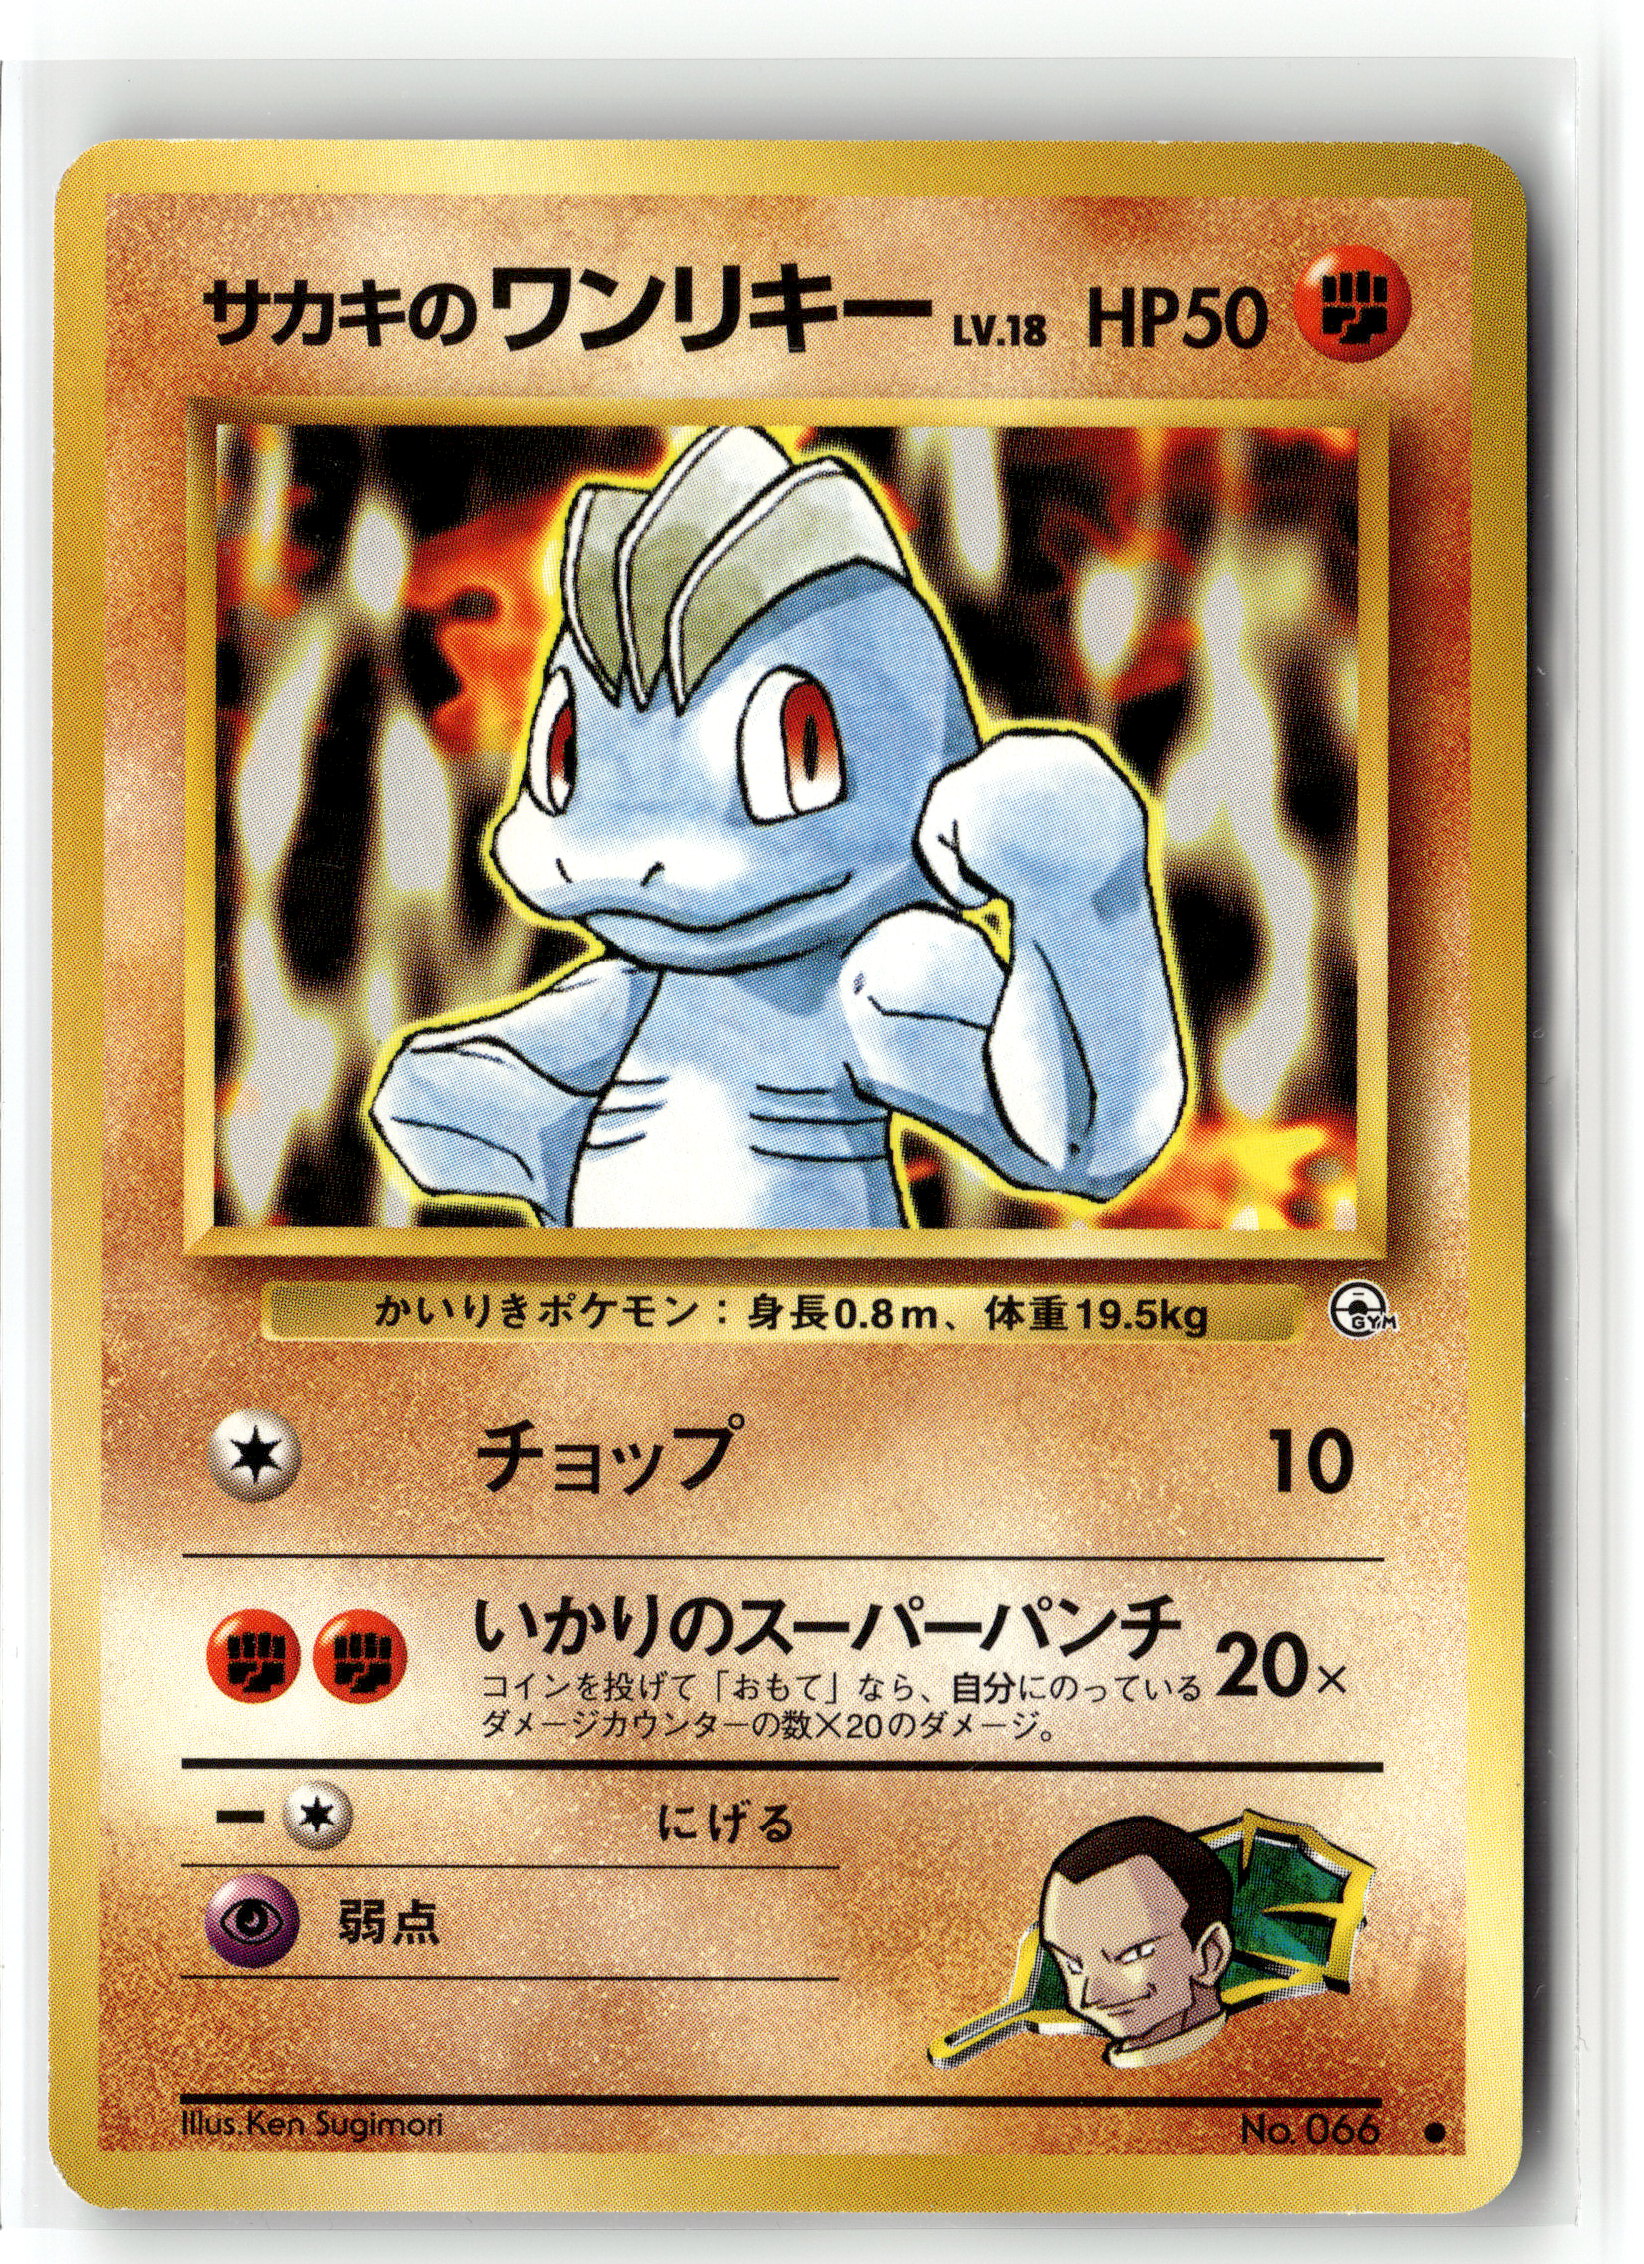 サカキのワンリキー LV.18 HP50
かいりきポケモン：身長0.8m、体重19.5kg
GYM
チョップ 10
いかりのスーパーパンチ 20×
コインを投げて「おもて」なら、自分にのっている
ダメージカウンターの数×20のダメージ。
− にげる
弱点
Illus.Ken Sugimori No.066 ●